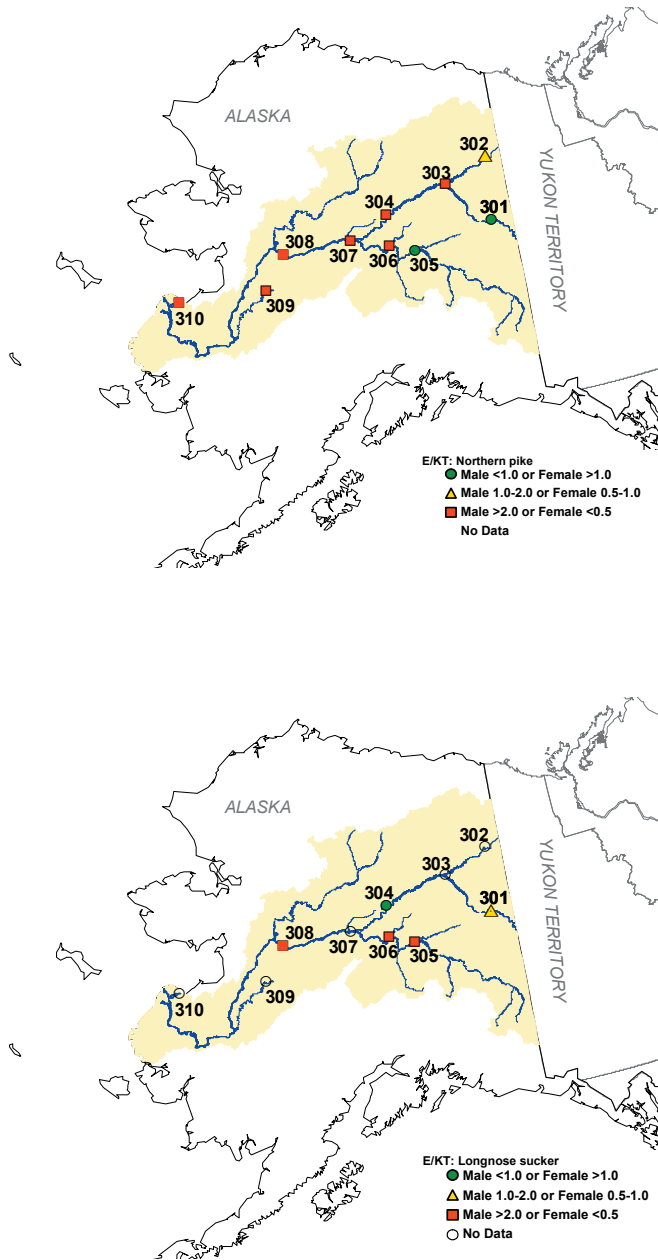 ALASKA
302
YUKON TERRITORY
303
304
301
308
307
306
305
309
310
E/KT: Northern pike
Male <1.0 or Female >1.0
Male 1.0-2.0 or Female 0.5-1.0
Male >2.0 or Female <0.5
No Data
ALASKA
302
YUKON TERRITORY
303
304
301
308
307
306
305
309
310
E/KT: Longnose sucker
Male <1.0 or Female >1.0
Male 1.0-2.0 or Female 0.5-1.0
Male >2.0 or Female <0.5
No Data